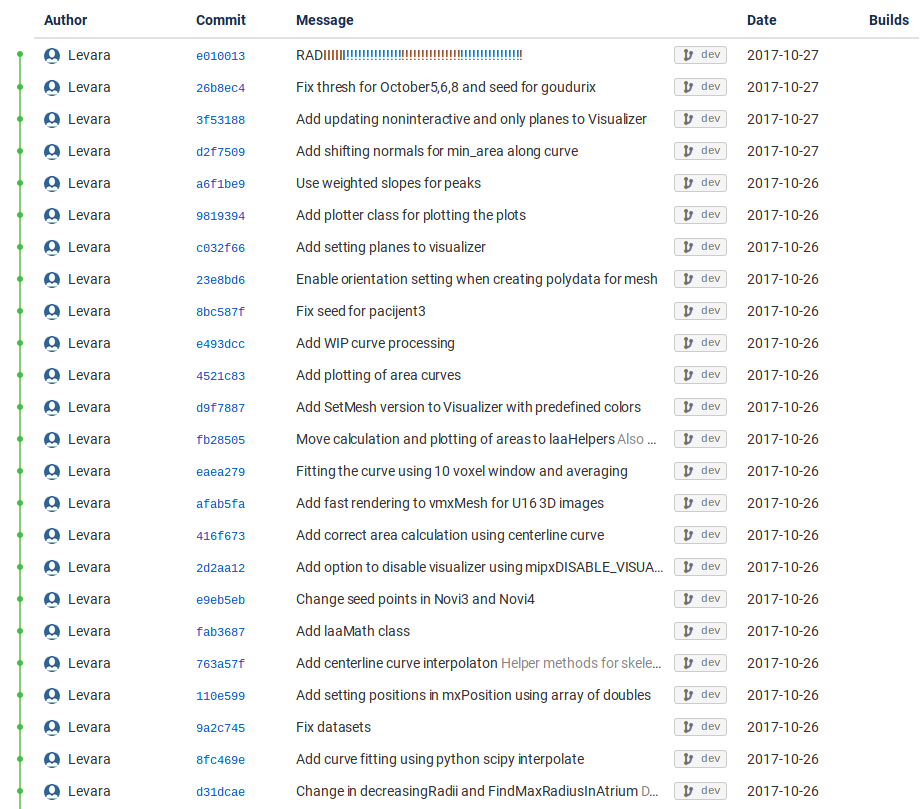 Author Commit Message Date Builds
Levara e010013 RADIIIIII!!!!!!!!!!!!!!!!!!!!!!!!!!!!!!!!!!!!!!!!!!!!!!!! dev 2017-10-27
Levara 26b8ec4 Fix thresh for October5,6,8 and seed for goudurix dev 2017-10-27
Levara 3f53188 Add updating noninteractive and only planes to Visualizer dev 2017-10-27
Levara d2f7509 Add shifting normals for min_area along curve dev 2017-10-27
Levara a6f1be9 Use weighted slopes for peaks dev 2017-10-26
Levara 9819394 Add plotter class for plotting the plots dev 2017-10-26
Levara c032f66 Add setting planes to visualizer dev 2017-10-26
Levara 23e8bd6 Enable orientation setting when creating polydata for mesh dev 2017-10-26
Levara 8bc587f Fix seed for pacijent3 dev 2017-10-26
Levara e493dcc Add WIP curve processing dev 2017-10-26
Levara 4521c83 Add plotting of area curves dev 2017-10-26
Levara d9f7887 Add SetMesh version to Visualizer with predefined colors dev 2017-10-26
Levara fb28505 Move calculation and plotting of areas to laaHelpers Also ... dev 2017-10-26
Levara eaea279 Fitting the curve using 10 voxel window and averaging dev 2017-10-26
Levara afab5fa Add fast rendering to vmxMesh for U16 3D images dev 2017-10-26
Levara 416f673 Add correct area calculation using centerline curve dev 2017-10-26
Levara 2d2aa12 Add option to disable visualizer using mipxDISABLE_VISUA... dev 2017-10-26
Levara e9eb5eb Change seed points in Novi3 and Novi4 dev 2017-10-26
Levara fab3687 Add laaMath class dev 2017-10-26
Levara 763a57f Add centerline curve interpolaton Helper methods for skele... dev 2017-10-26
Levara 110e599 Add setting positions in mxPosition using array of doubles dev 2017-10-26
Levara 9a2c745 Fix datasets dev 2017-10-26
Levara 8fc469e Add curve fitting using python scipy interpolate dev 2017-10-26
Levara d31dcae Change in decreasingRadii and FindMaxRadiusInAtrium D... dev 2017-10-26